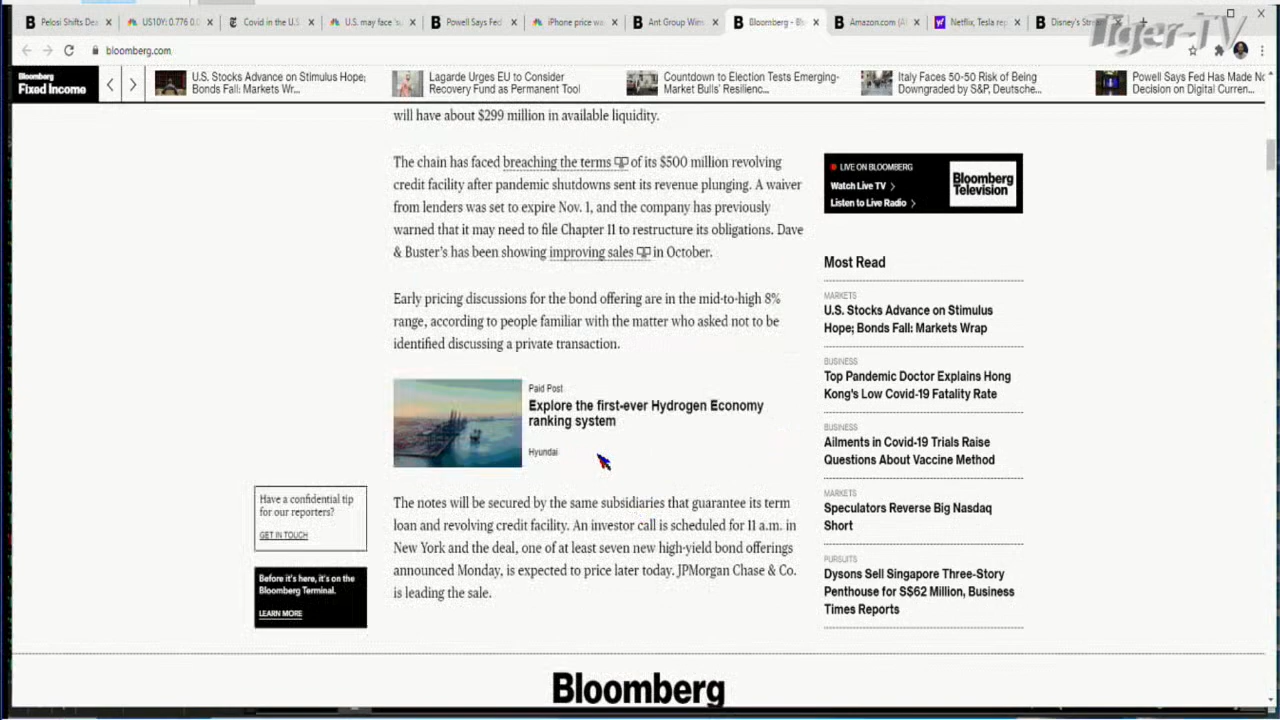 Pelosi Shifts Dea
US10Y: 0.776 0.0
Covid in the U.S
U.S. may face 's
Powell Says Fed
iPhone price wa
Ant Group Wins
Bloomberg - Blo
Amazon.com (A
Netflix, Tesla rep
Disney's St
Tiger-TV
bloomberg.com
Bloomberg
Fixed Income
U.S. Stocks Advance on Stimulus Hope;
Bonds Fall: Markets Wr...
Lagarde Urges EU to Consider
Recovery Fund as Permanent Tool
Countdown to Election Tests Emerging-
Market Bulls' Resilienc...
Italy Faces 50-50 Risk of Being
Downgraded by S&P, Deutsche...
Powell Says Fed Has Made No
Decision on Digital Curren...
will have about $299 million in available liquidity.
The chain has faced breaching the terms of its $500 million revolving
credit facility after pandemic shutdowns sent its revenue plunging. A waiver
from lenders was set to expire Nov. 1, and the company has previously
warned that it may need to file Chapter 11 to restructure its obligations. Dave
& Buster's has been showing improving sales in October.
Early pricing discussions for the bond offering are in the mid-to-high 8%
range, according to people familiar with the matter who asked not to be
identified discussing a private transaction.
Paid Post
Explore the first-ever Hydrogen Economy
ranking system
Hyundai
The notes will be secured by the same subsidiaries that guarantee its term
loan and revolving credit facility. An investor call is scheduled for 11 a.m. in
New York and the deal, one of at least seven new high-yield bond offerings
announced Monday, is expected to price later today. JPMorgan Chase & Co.
is leading the sale.
Have a confidential tip
for our reporters?
GET IN TOUCH
Before it's here, it's on the
Bloomberg Terminal.
LEARN MORE
LIVE ON BLOOMBERG
Watch Live TV
Listen to Live Radio
Bloomberg
Television
Most Read
MARKETS
U.S. Stocks Advance on Stimulus
Hope; Bonds Fall: Markets Wrap
BUSINESS
Top Pandemic Doctor Explains Hong
Kong's Low Covid-19 Fatality Rate
BUSINESS
Ailments in Covid-19 Trials Raise
Questions About Vaccine Method
MARKETS
Speculators Reverse Big Nasdaq
Short
PURSUITS
Dysons Sell Singapore Three-Story
Penthouse for S$62 Million, Business
Times Reports
Bloomberg